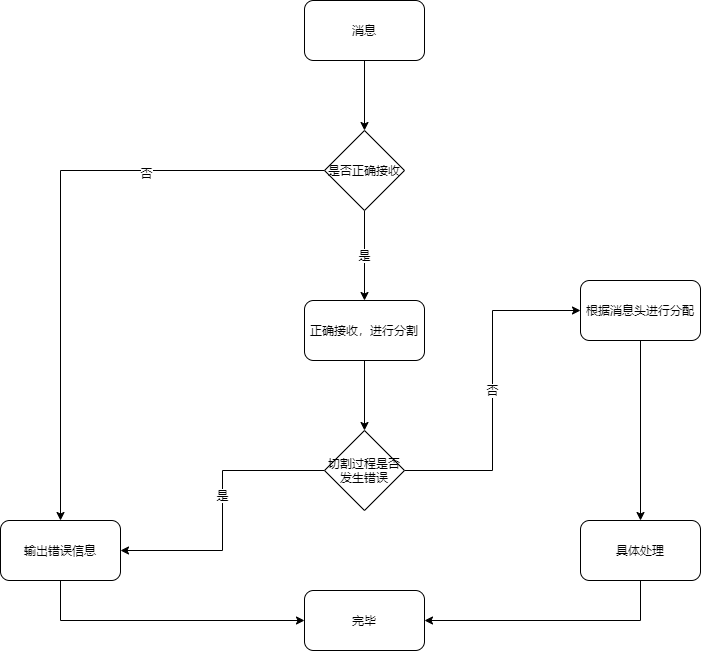 消息
是否正确接收
否
是
正确接收，进行分割
根据消息头进行分配
否
切割过程是否
发生错误
是
输出错误信息
具体处理
完毕